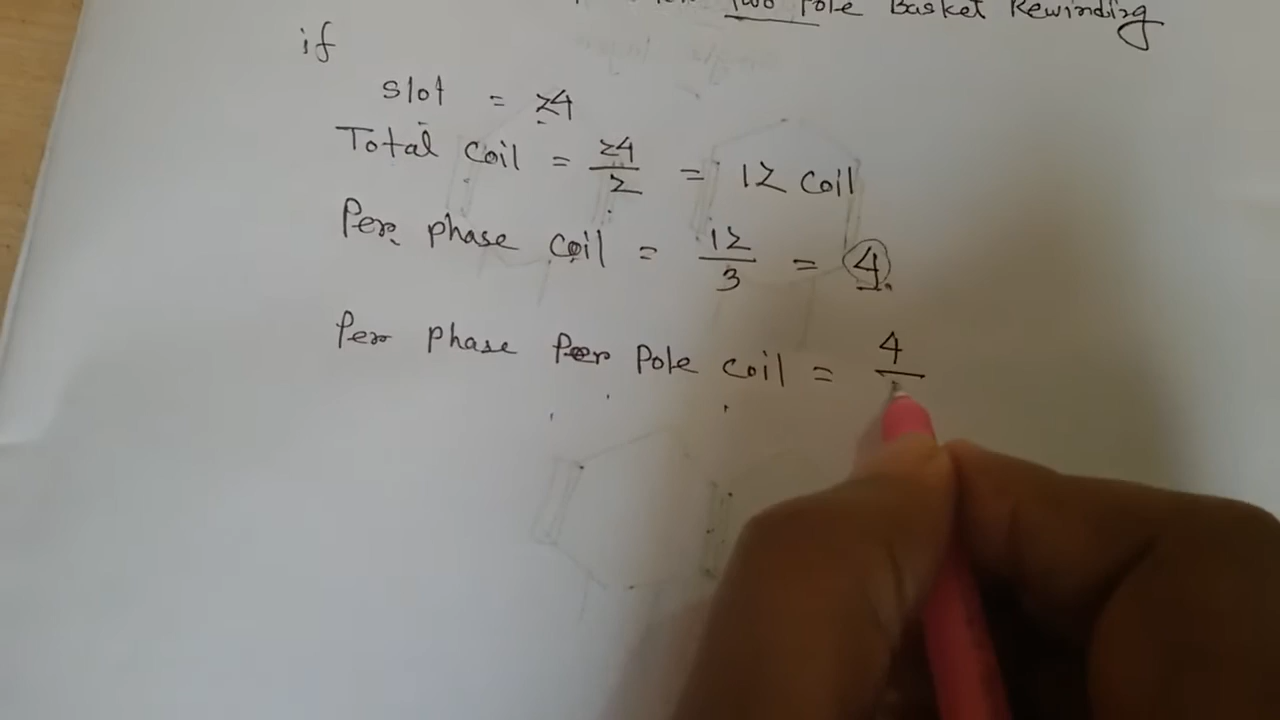 Two Pole Basket Rewinding
if
slot = 24
Total coil = 24/2 = 12 coil
Per phase coil = 12/3 = 4
Per phase Per Pole coil = 4/